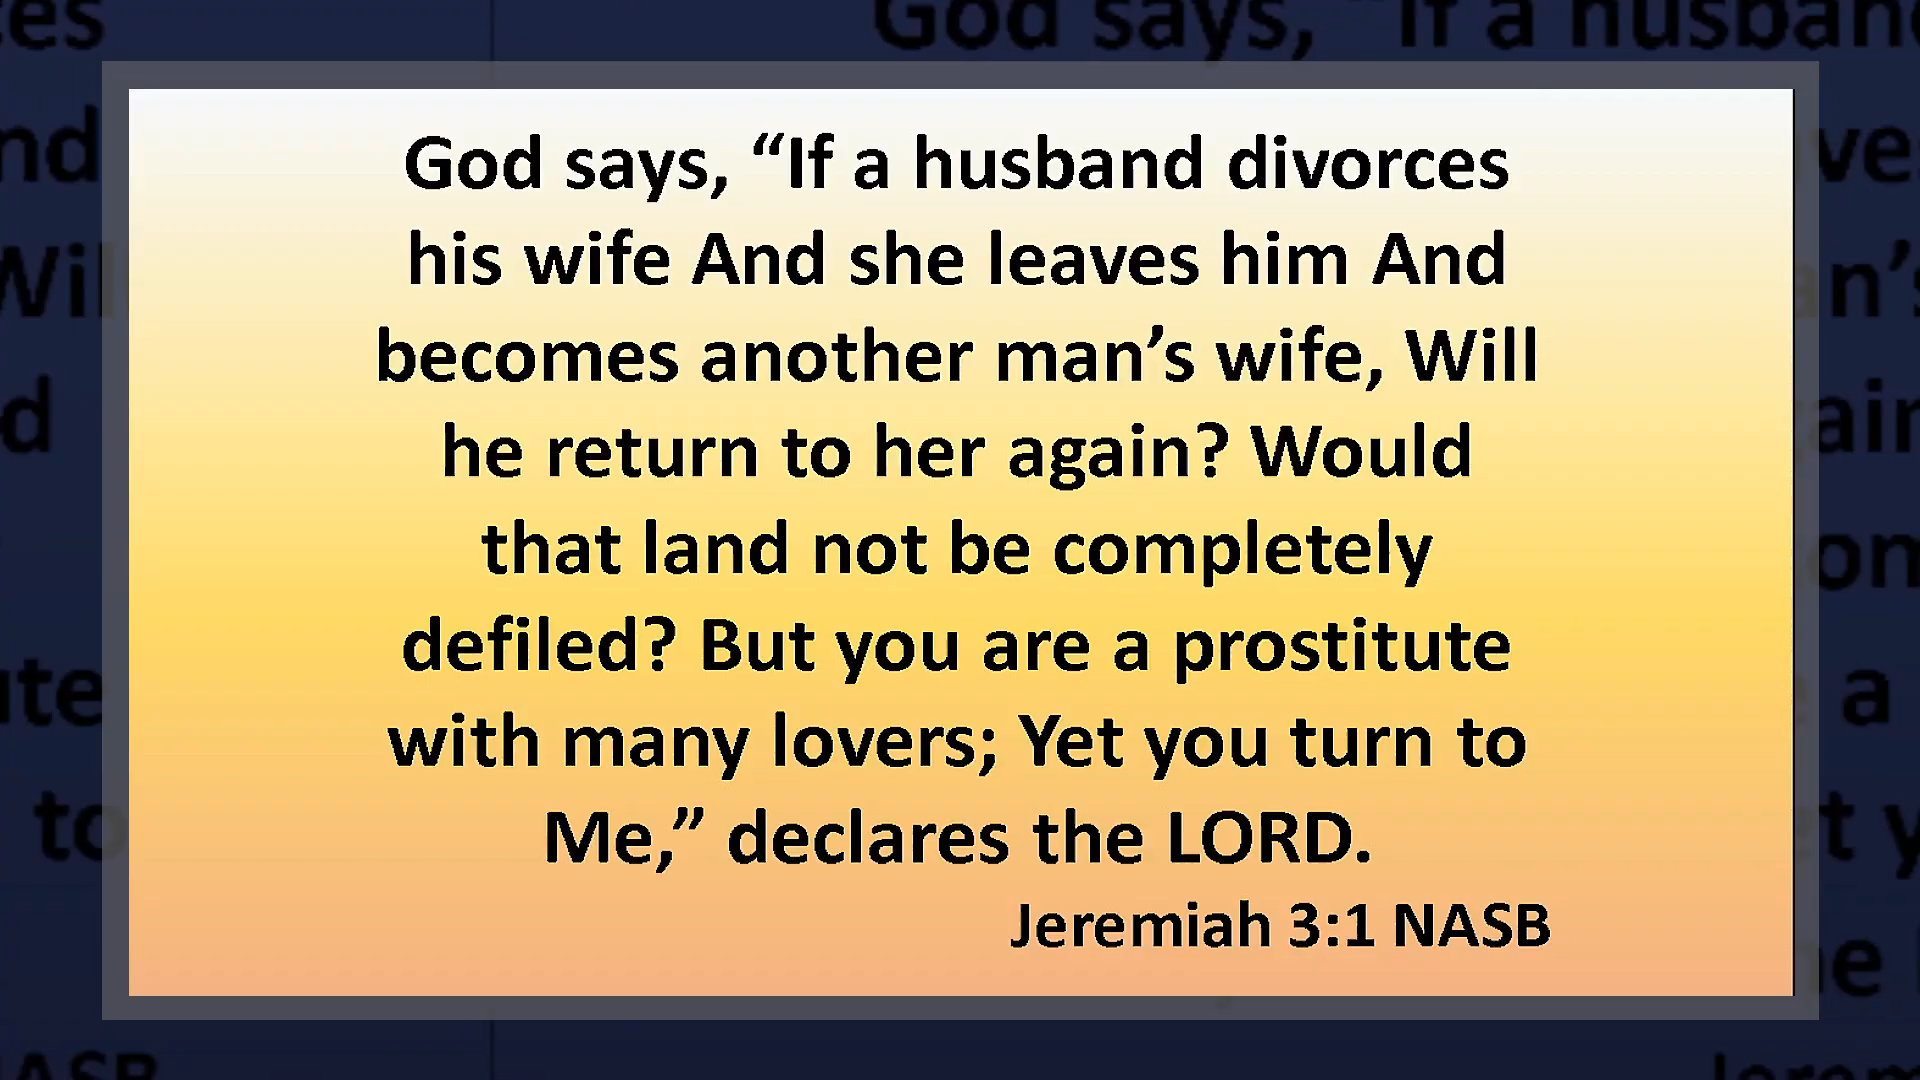 God says, “If a husband divorces
his wife And she leaves him And
becomes another man’s wife, Will
he return to her again? Would
that land not be completely
defiled? But you are a prostitute
with many lovers; Yet you turn to
Me,” declares the LORD.
Jeremiah 3:1 NASB